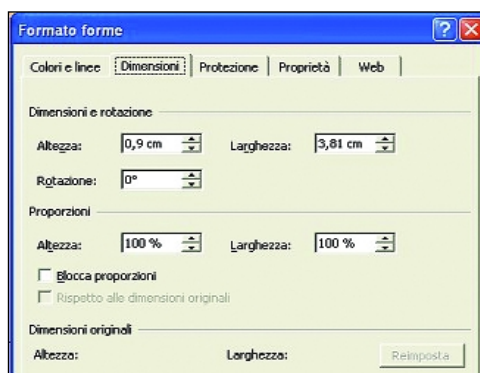 Formato forme
Colori e linee Dimensioni Protezione Proprietà Web
Dimensioni e rotazione
Altezza: 0,9 cm Larghezza: 3,81 cm
Rotazione: 0°
Proporzioni
Altezza: 100 % Larghezza: 100 %
Blocca proporzioni
Rispetto alle dimensioni originali
Dimensioni originali
Altezza: Larghezza: Reimposta